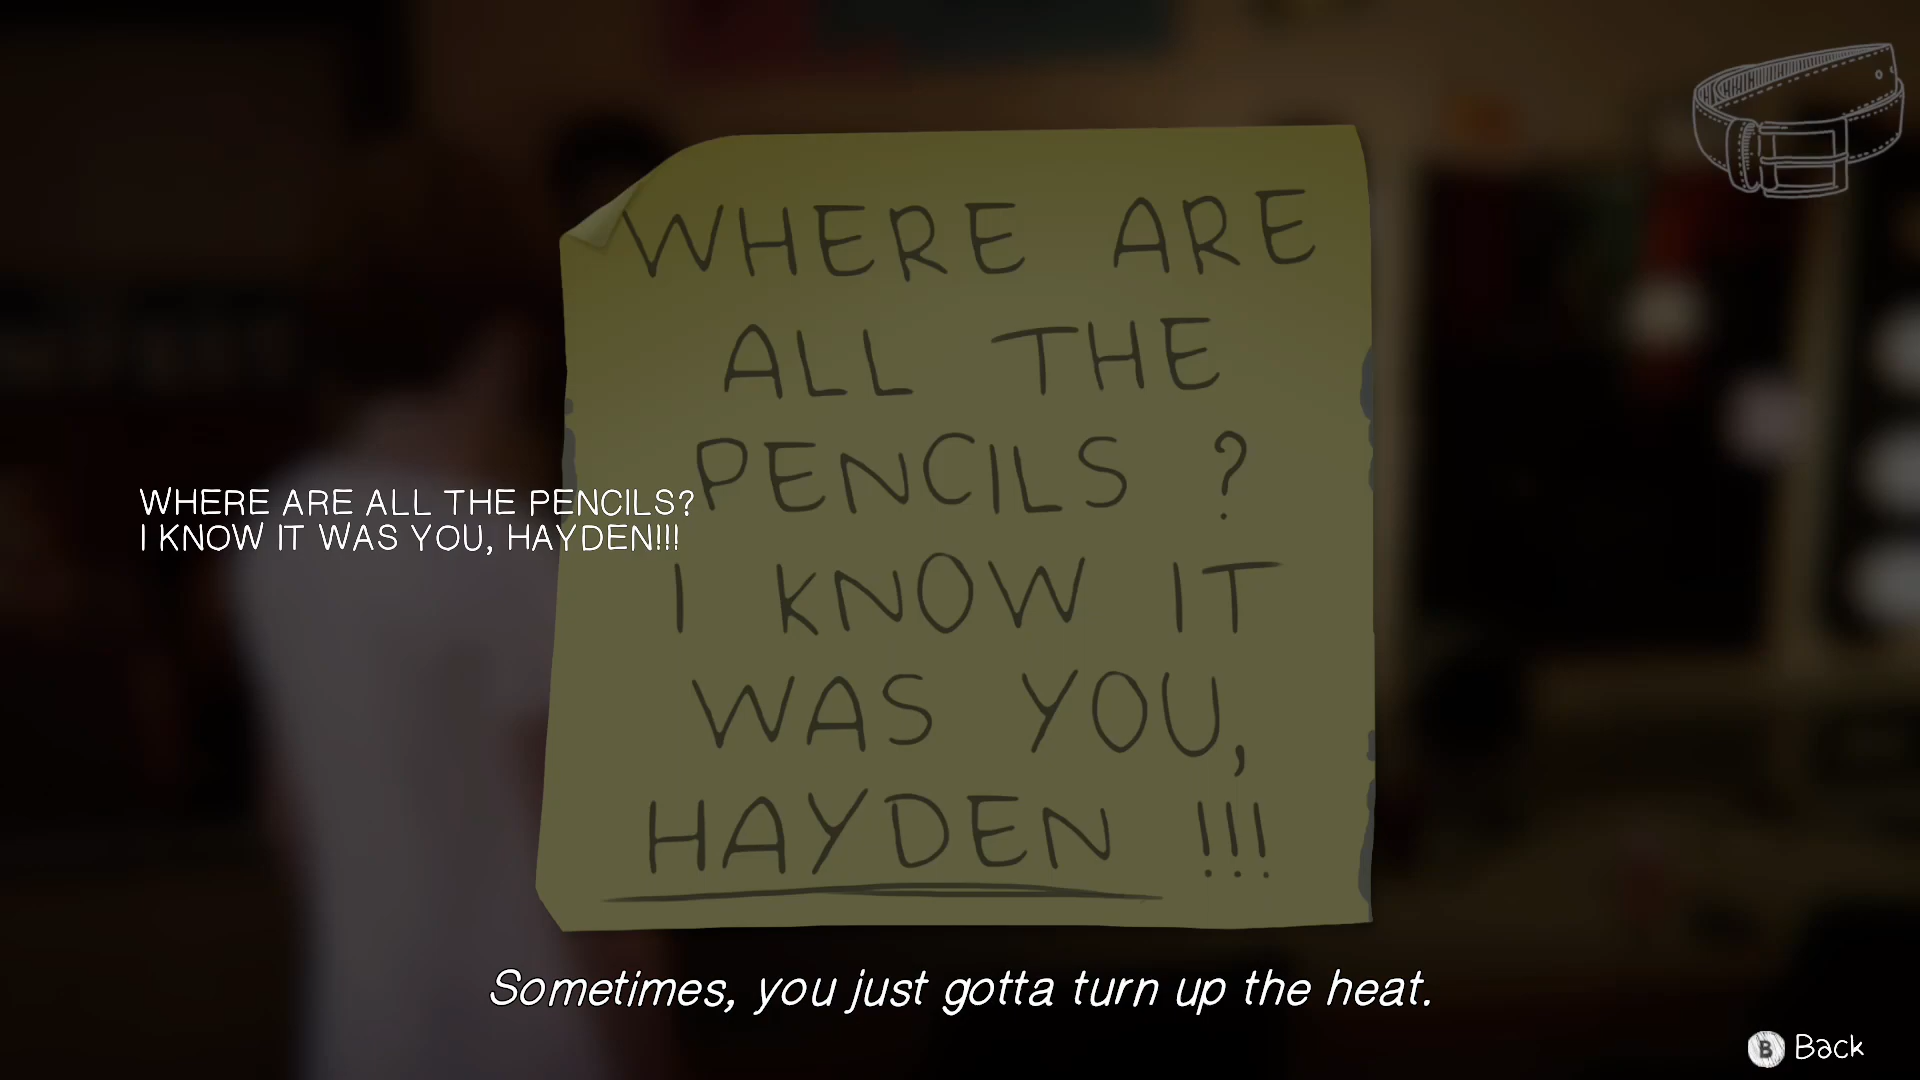 WHERE ARE
ALL THE
PENCILS ?
I KNOW IT
WAS YOU,
HAYDEN !!!
WHERE ARE ALL THE PENCILS?
I KNOW IT WAS YOU, HAYDEN!!!
Sometimes, you just gotta turn up the heat.
B Back